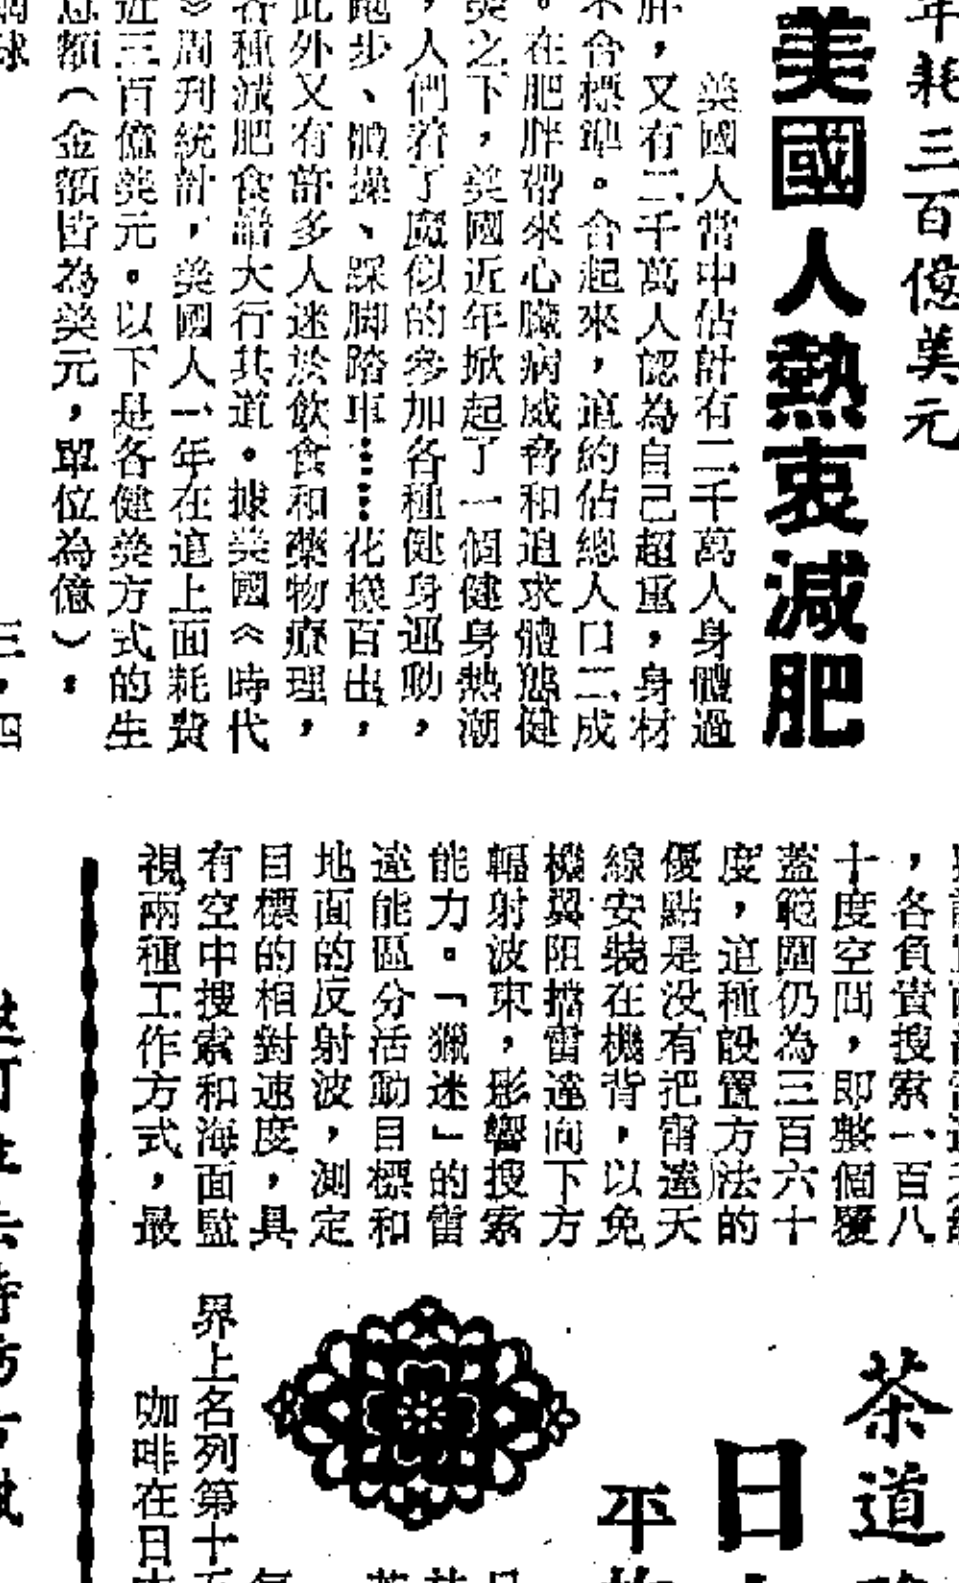 年耗三百億美元
美國人熱衷減肥
美國人當中估計有二千萬人身體過
胖，又有二千萬人認為自己超重，身材
不合標準。合起來，這約佔總人口二成
。在肥胖帶來心臟病威脅和追求體態健
美之下，美國近年掀起了一個健身熱潮
，人們着了魔似的參加各種健身運動，
跑步、體操、踩脚踏車……花樣百出，
此外又有許多人迷於飲食和藥物療理，
各種減肥食譜大行其道。據美國《時代
》周刊統計，美國人一年在這上面耗費
近三百億美元。以下是各健美方式的生
意額（金額皆為美元，單位為億）：
三，四
，各負責搜索一百八
十度空間，即整個覆
蓋範圍仍為三百六十
度，這種設置方法的
優點是没有把雷達天
線安裝在機背，以免
機翼阻擋雷達向下方
輻射波束，影響搜索
能力。「獵迷」的雷
達能區分活動目標和
地面的反射波，測定
目標的相對速度，具
有空中搜索和海面監
視兩種工作方式，最
茶道
日
平
界上名列第十
咖啡在日